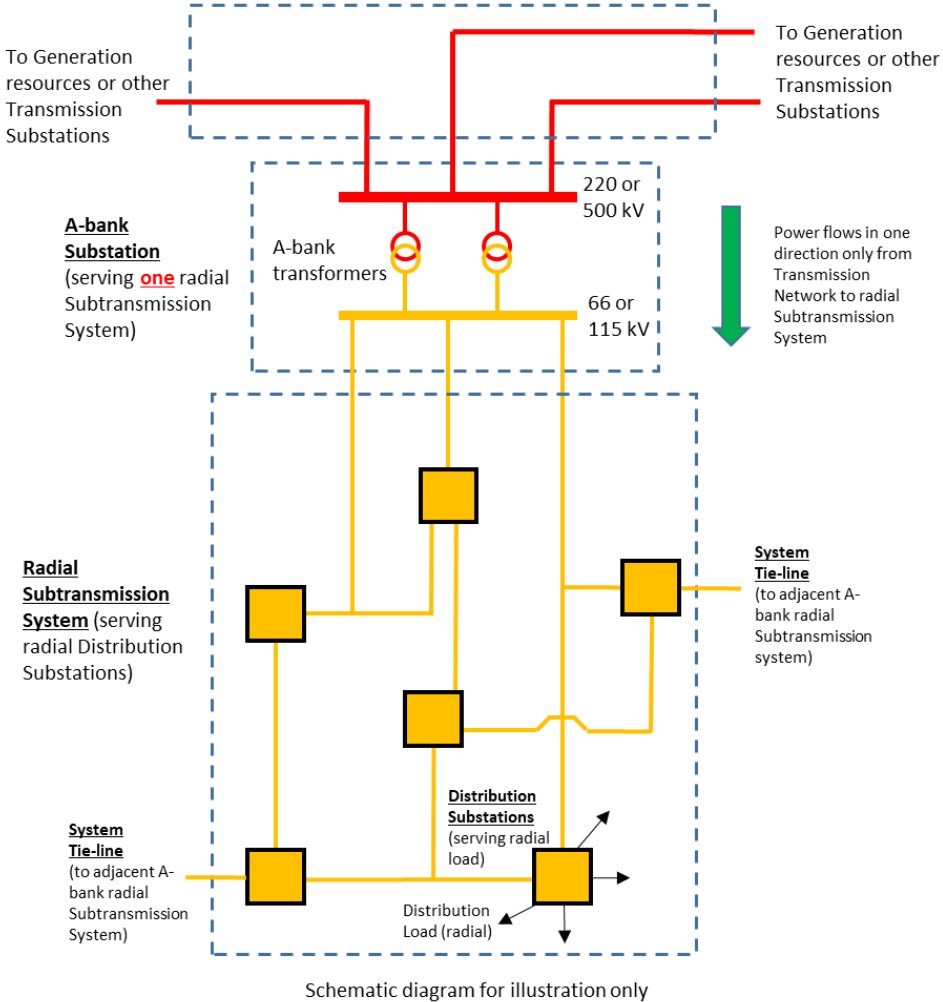 To Generation
resources or other
Transmission
Substations
To Generation
resources or other
Transmission
Substations
220 or
500 kV
A-bank
Substation
(serving one radial
Subtransmission
System)
A-bank
transformers
66 or
115 kV
Power flows in one
direction only from
Transmission
Network to radial
Subtransmission
System
Radial
Subtransmission
System (serving
radial Distribution
Substations)
System
Tie-line
(to adjacent A-
bank radial
Subtransmission
system)
Distribution
Substations
(serving radial
load)
System
Tie-line
(to adjacent A-
bank radial
Subtransmission
System)
Distribution
Load (radial)
Schematic diagram for illustration only